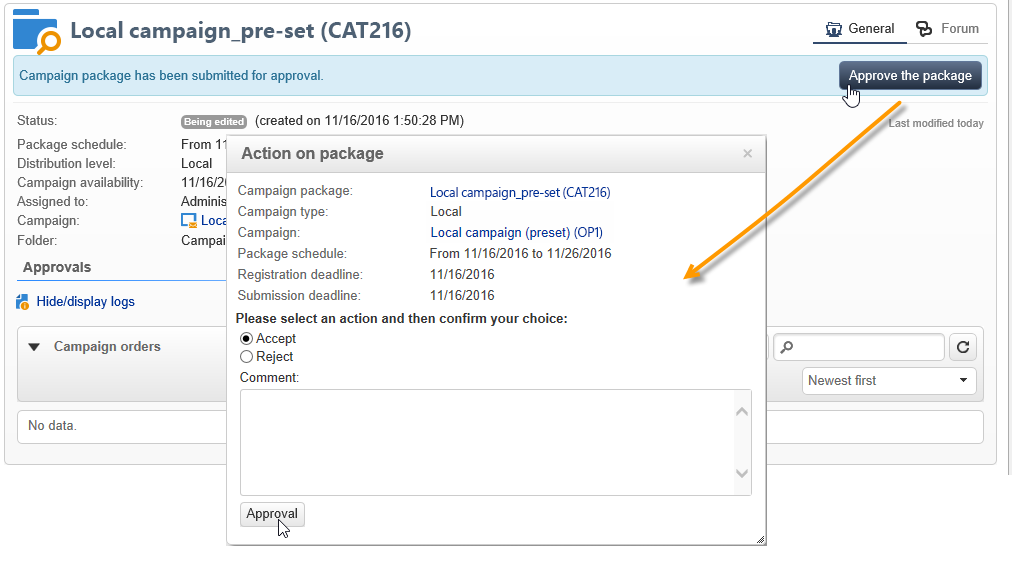 Local campaign_pre-set (CAT216)
General
Forum
Campaign package has been submitted for approval.
Approve the package
Status:
Being edited
(created on 11/16/2016 1:50:28 PM)
Last modified today
Package schedule:
From 11
Distribution level:
Local
Campaign availability:
11/16/2
Assigned to:
Adminis
Campaign:
Loca
Folder:
Campai
Approvals
Hide/display logs
Campaign orders
Newest first
No data.
Action on package
Campaign package:
Local campaign_pre-set (CAT216)
Campaign type:
Local
Campaign:
Local campaign (preset) (OP1)
Package schedule:
From 11/16/2016 to 11/26/2016
Registration deadline:
11/16/2016
Submission deadline:
11/16/2016
Please select an action and then confirm your choice:
Accept
Reject
Comment:
Approval